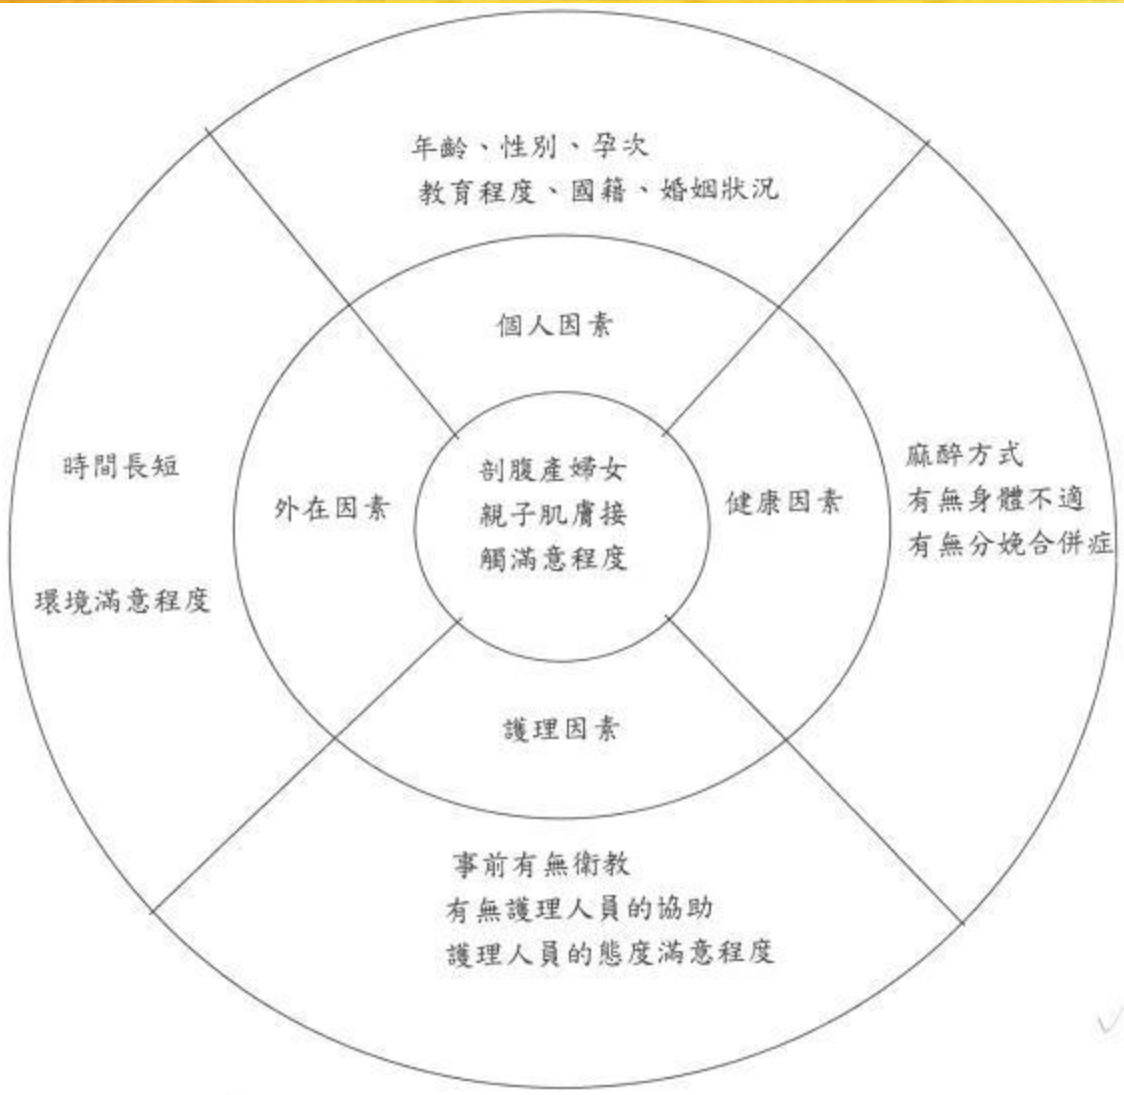 年齡、性別、孕次
教育程度、國籍、婚姻狀況
個人因素
時間長短
環境滿意程度
外在因素
剖腹產婦女
親子肌膚接
觸滿意程度
健康因素
麻醉方式
有無身體不適
有無分娩合併症
護理因素
事前有無衛教
有無護理人員的協助
護理人員的態度滿意程度